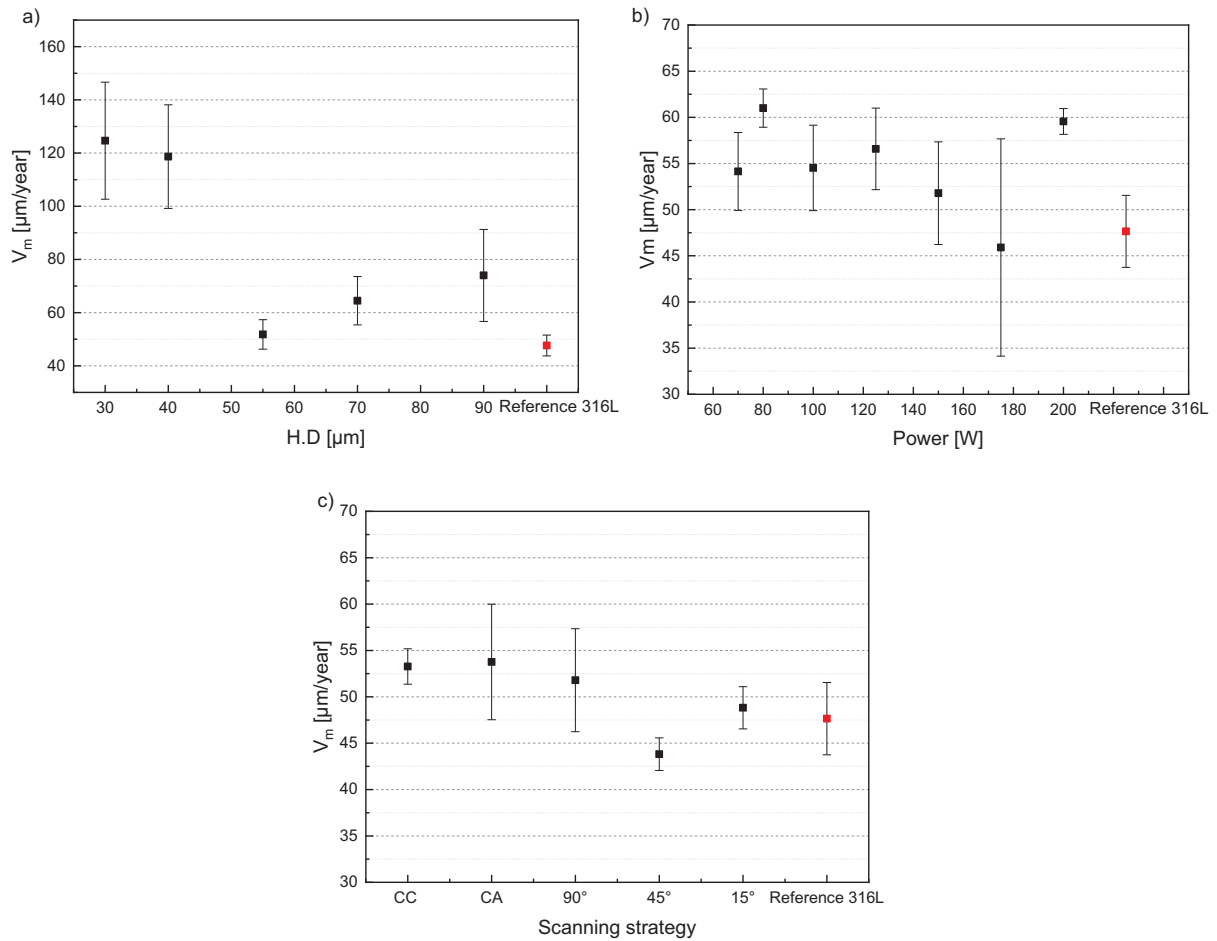 a)
160
140
120
100
80
60
40
V_m [µm/year]
30 40 50 60 70 80 90 Reference 316L
H.D [µm]
b)
70
65
60
55
50
45
40
35
30
Vm [µm/year]
60 80 100 120 140 160 180 200 Reference 316L
Power [W]
c)
70
65
60
55
50
45
40
35
30
V_m [µm/year]
CC CA 90° 45° 15° Reference 316L
Scanning strategy